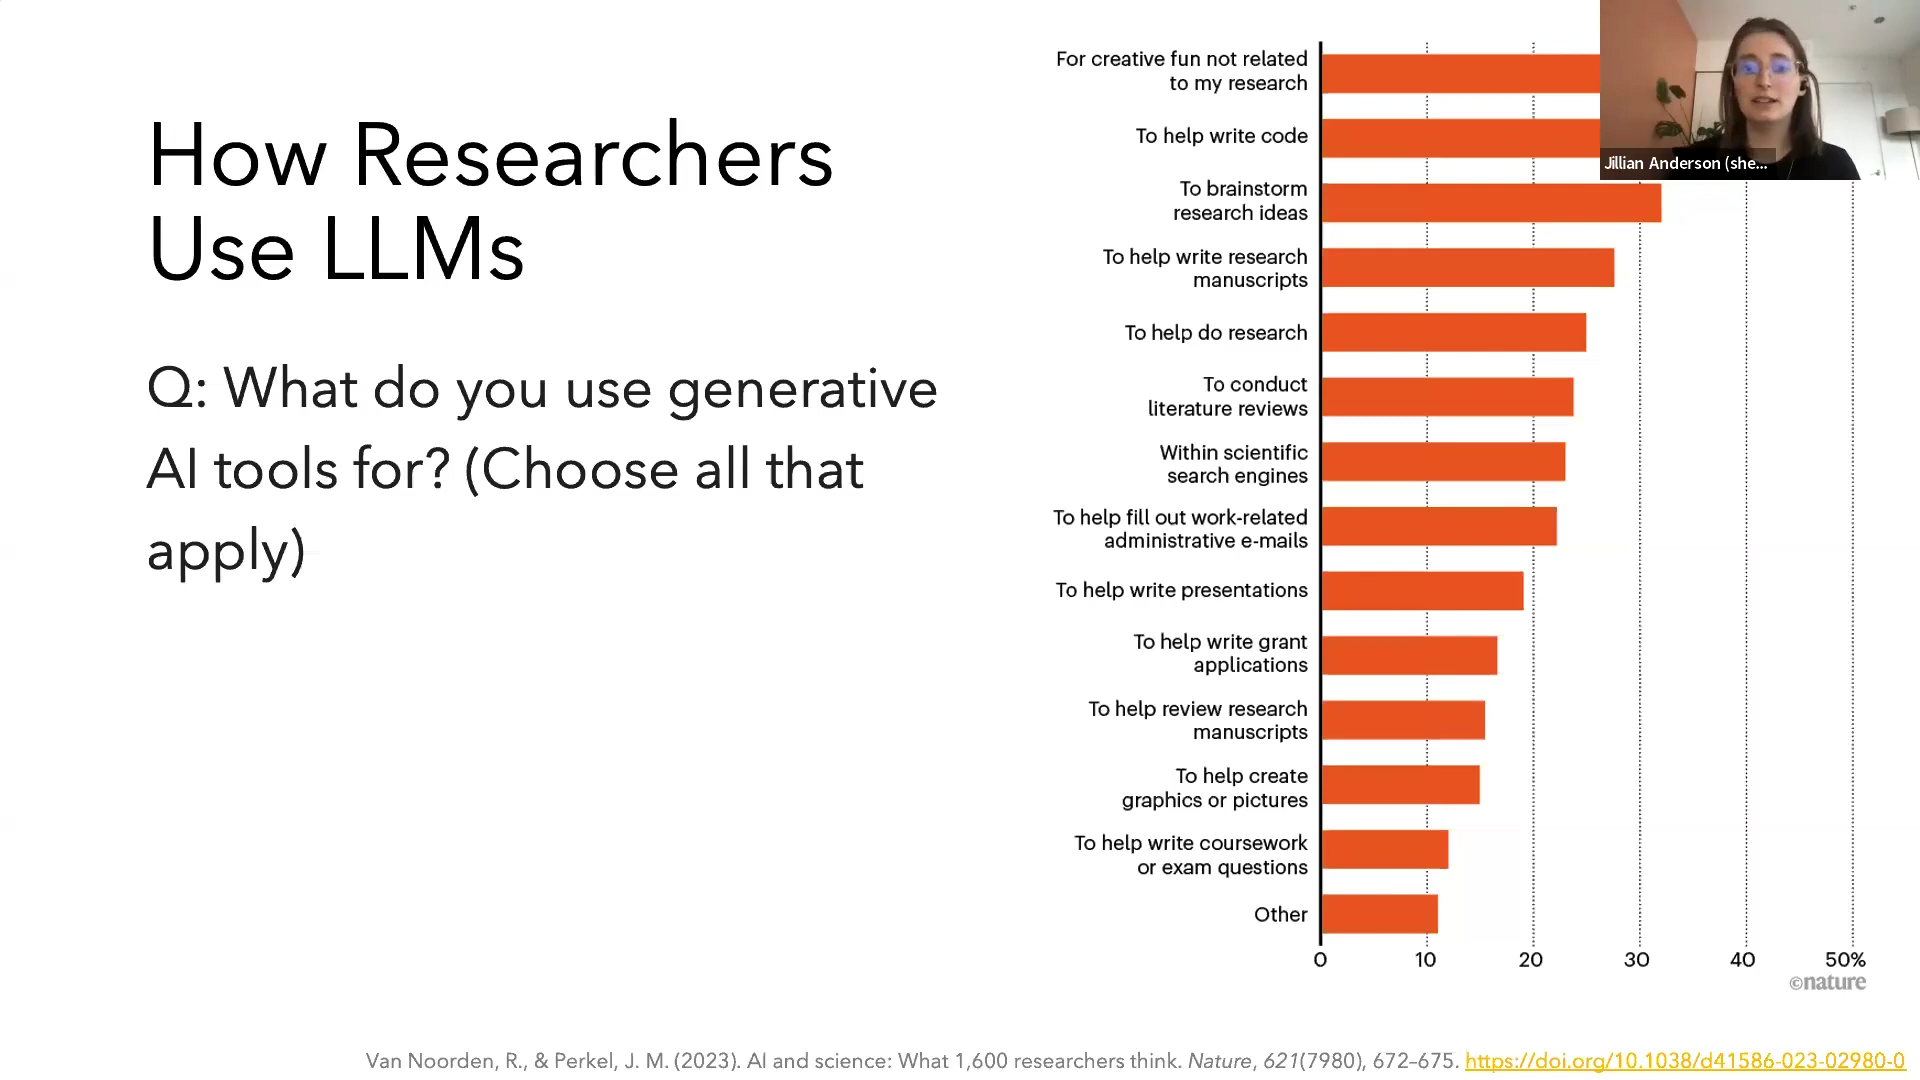 How Researchers
Use LLMs
Q: What do you use generative
AI tools for? (Choose all that
apply)
For creative fun not related
to my research
To help write code
To brainstorm
research ideas
To help write research
manuscripts
To help do research
To conduct
literature reviews
Within scientific
search engines
To help fill out work-related
administrative e-mails
To help write presentations
To help write grant
applications
To help review research
manuscripts
To help create
graphics or pictures
To help write coursework
or exam questions
Other
0 10 20 30 40 50%
©nature
Jillian Anderson (she...
Van Noorden, R., & Perkel, J. M. (2023). AI and science: What 1,600 researchers think. Nature, 621(7980), 672–675. https://doi.org/10.1038/d41586-023-02980-0